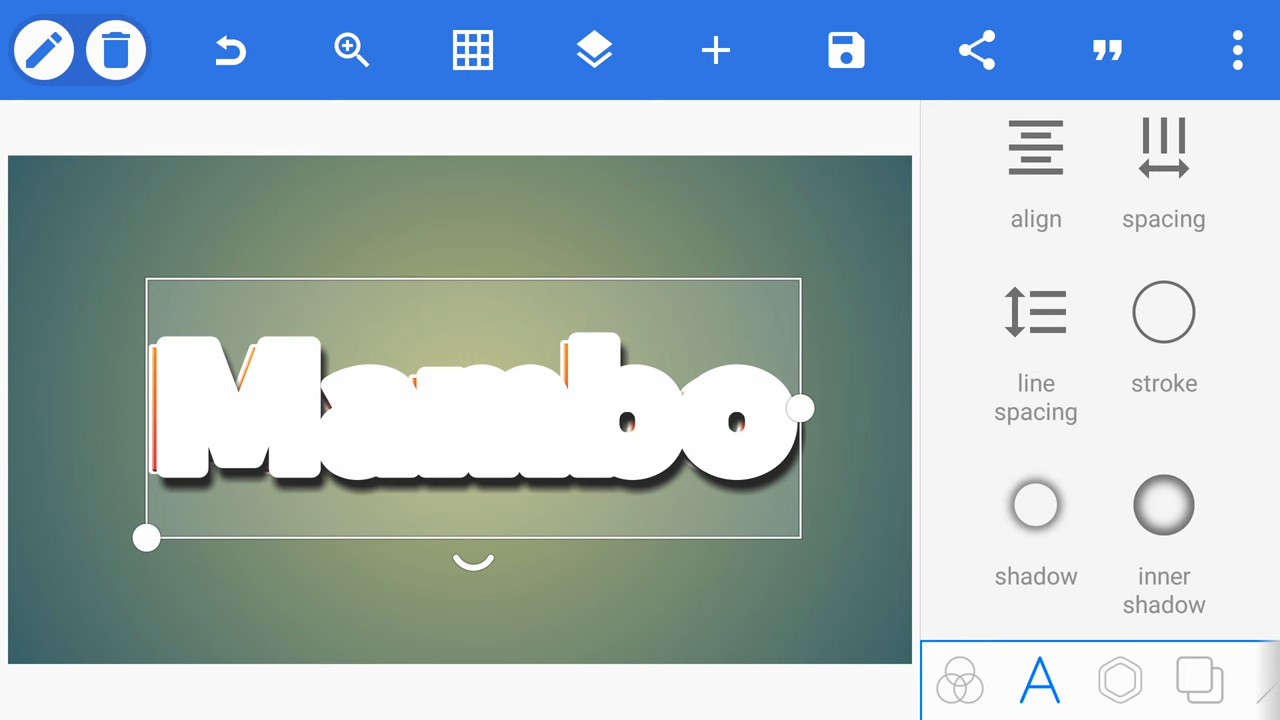 Mambo
align
spacing
line
spacing
stroke
shadow
inner
shadow